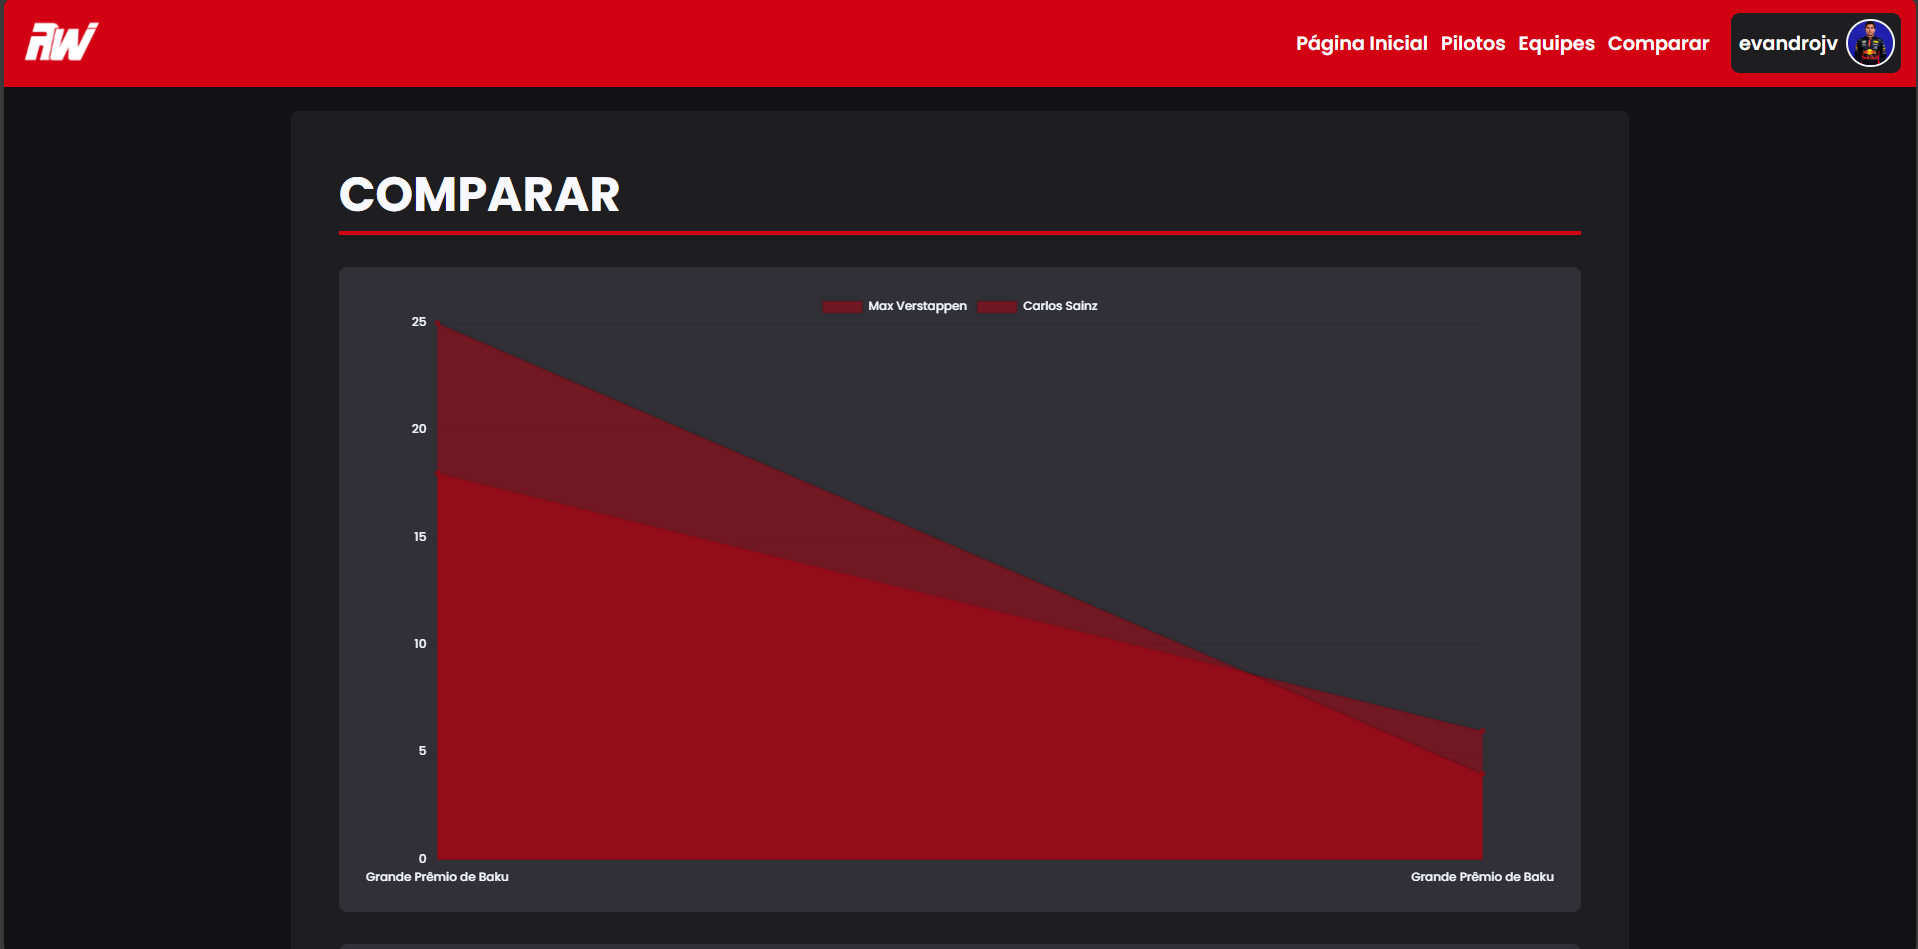 RW
Página Inicial Pilotos Equipes Comparar evandrojv
COMPARAR
Max Verstappen Carlos Sainz
25
20
15
10
5
0
Grande Prêmio de Baku Grande Prêmio de Baku